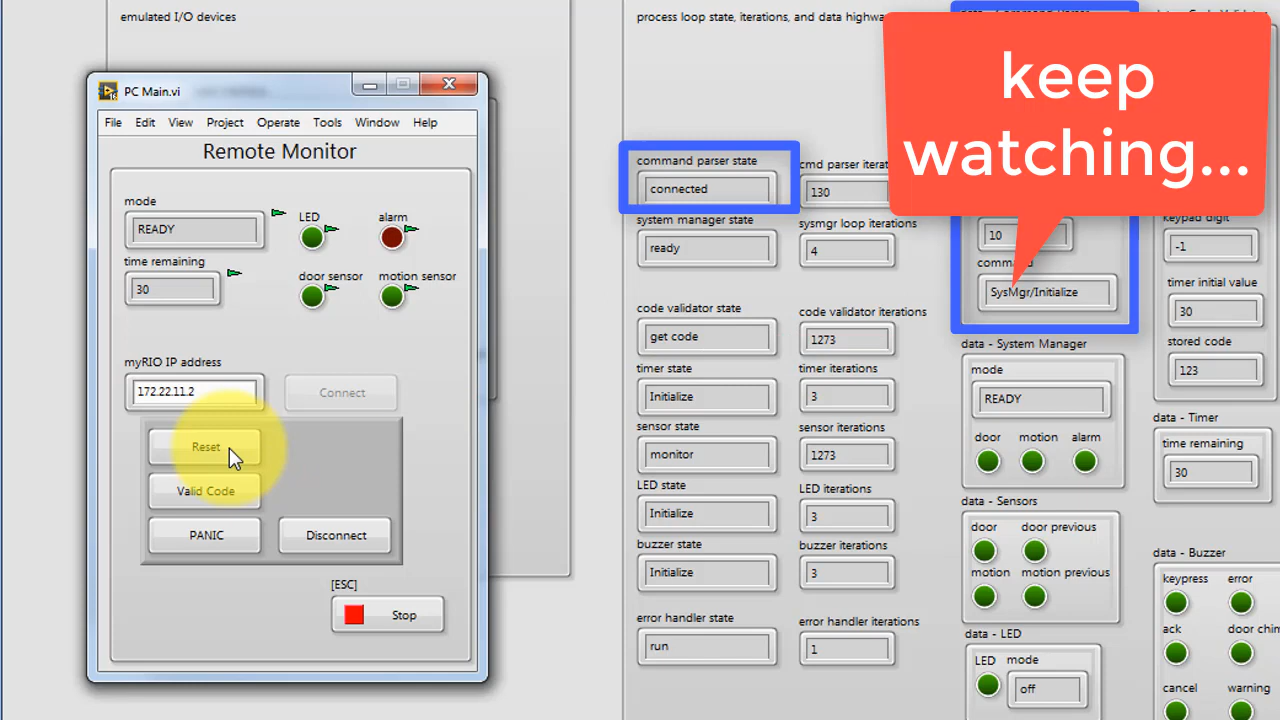 emulated I/O devices
PC Main.vi
File Edit View Project Operate Tools Window Help
Remote Monitor
mode
READY
LED
alarm
time remaining
30
door sensor
motion sensor
myRIO IP address
172.22.11.2
Connect
Reset
Valid Code
PANIC
Disconnect
[ESC]
Stop
process loop state, iterations, and data
keep
watching...
command parser state
connected
cmd parser
130
system manager state
ready
sysmgr loop iterations
4
code validator state
get code
code validator iterations
1273
timer state
Initialize
timer iterations
3
sensor state
monitor
sensor iterations
1273
LED state
Initialize
LED iterations
3
buzzer state
Initialize
buzzer iterations
3
error handler state
run
error handler iterations
1
10
SysMgr/Initialize
data - System Manager
mode
READY
door motion alarm
data - Sensors
door door previous
motion motion previous
data - LED
LED mode
off
keypad digit
-1
timer initial value
30
stored code
123
data - Timer
time remaining
30
data - Buzzer
keypress error
ack door
cancel warning